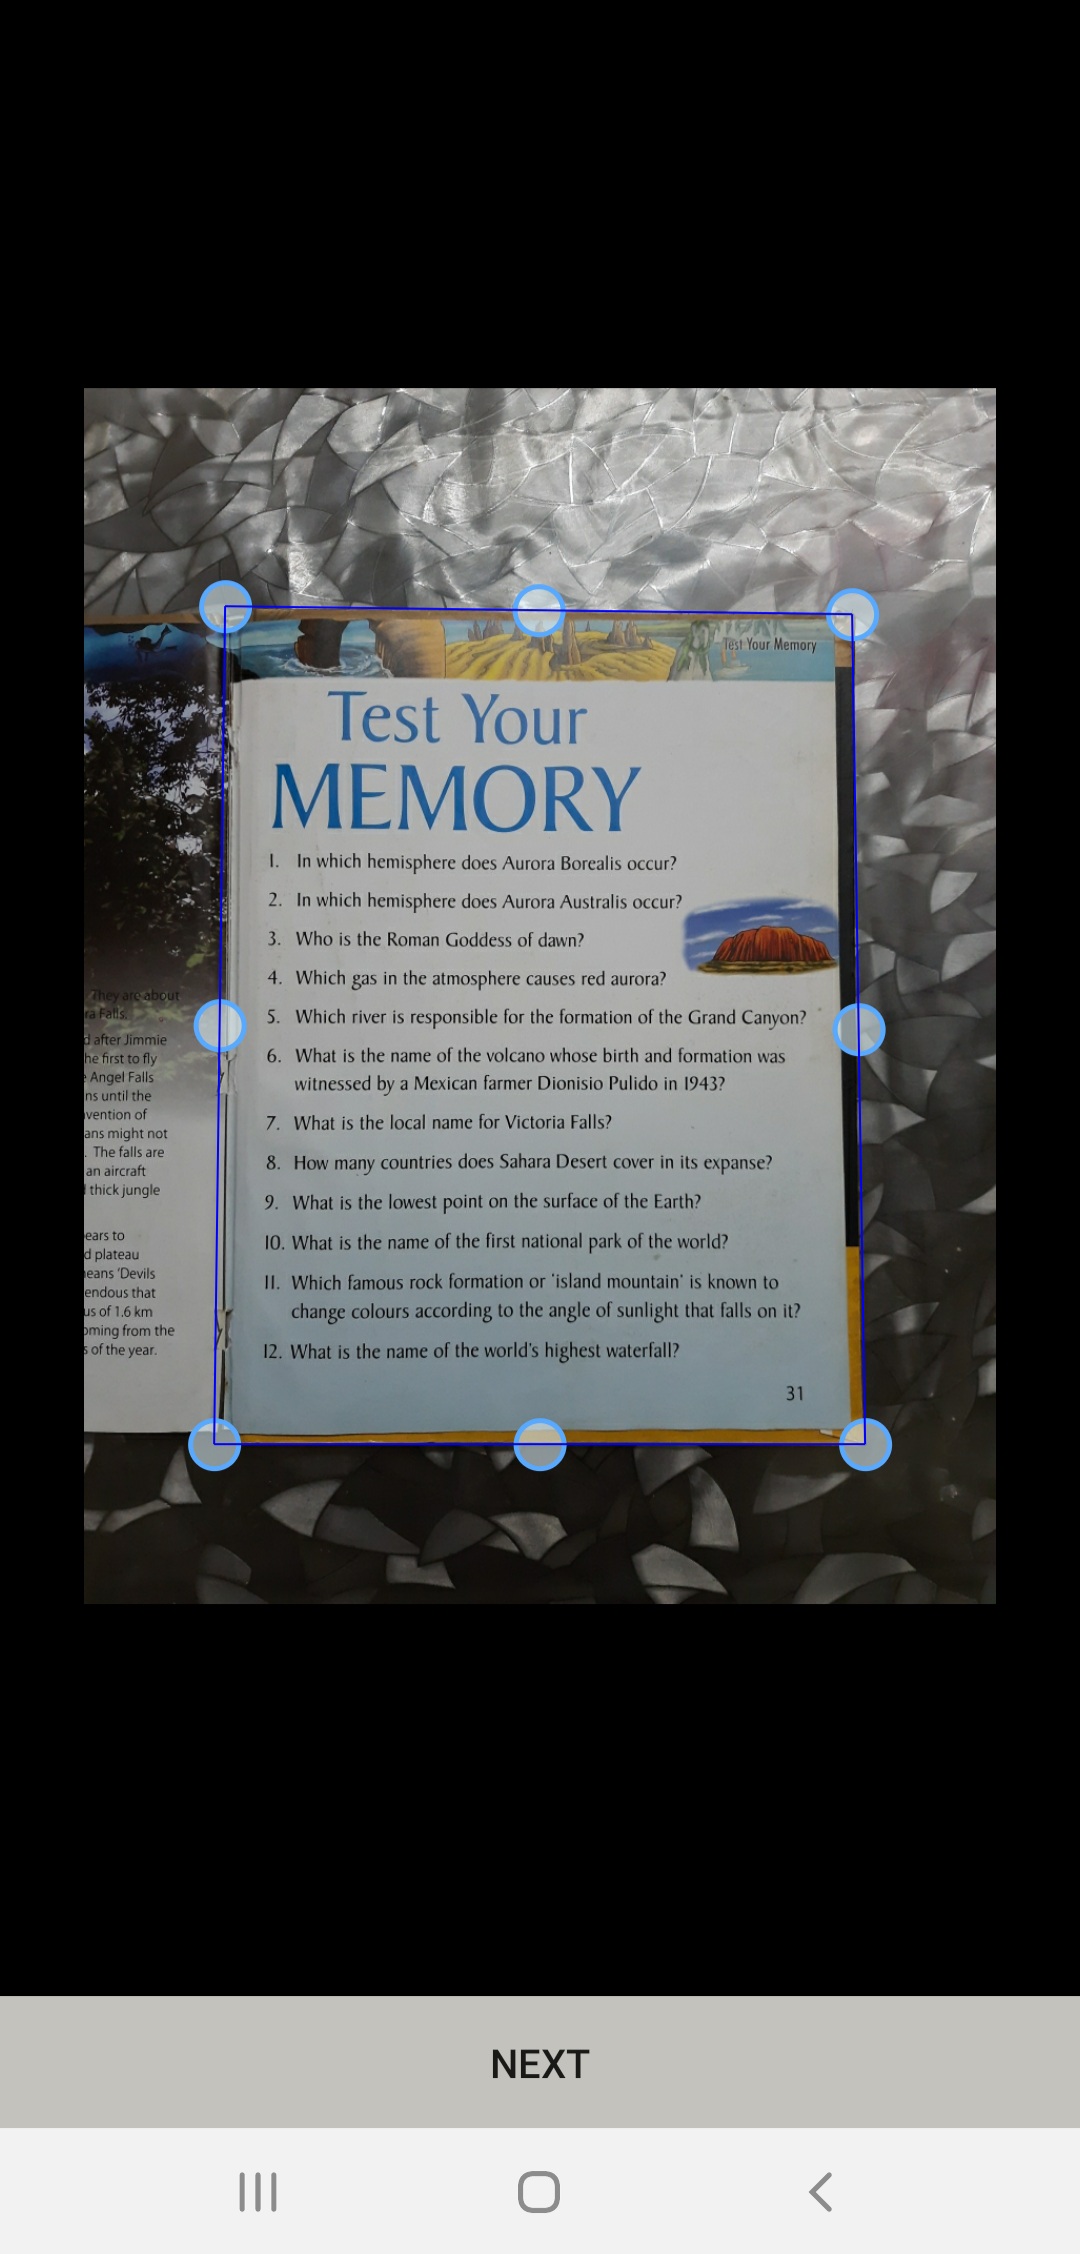 Test Your Memory
Test Your
MEMORY
1. In which hemisphere does Aurora Borealis occur?
2. In which hemisphere does Aurora Australis occur?
3. Who is the Roman Goddess of dawn?
4. Which gas in the atmosphere causes red aurora?
5. Which river is responsible for the formation of the Grand Canyon?
6. What is the name of the volcano whose birth and formation was
witnessed by a Mexican farmer Dionisio Pulido in 1943?
7. What is the local name for Victoria Falls?
8. How many countries does Sahara Desert cover in its expanse?
9. What is the lowest point on the surface of the Earth?
10. What is the name of the first national park of the world?
11. Which famous rock formation or 'island mountain' is known to
change colours according to the angle of sunlight that falls on it?
12. What is the name of the world's highest waterfall?
31
They are about
Falls.
after Jimmie
first to fly
Angel Falls
until the
might not
. The falls are
an aircraft
thick jungle
to
plateau
'Devils
that
of 1.6 km
from the
of the year.
NEXT